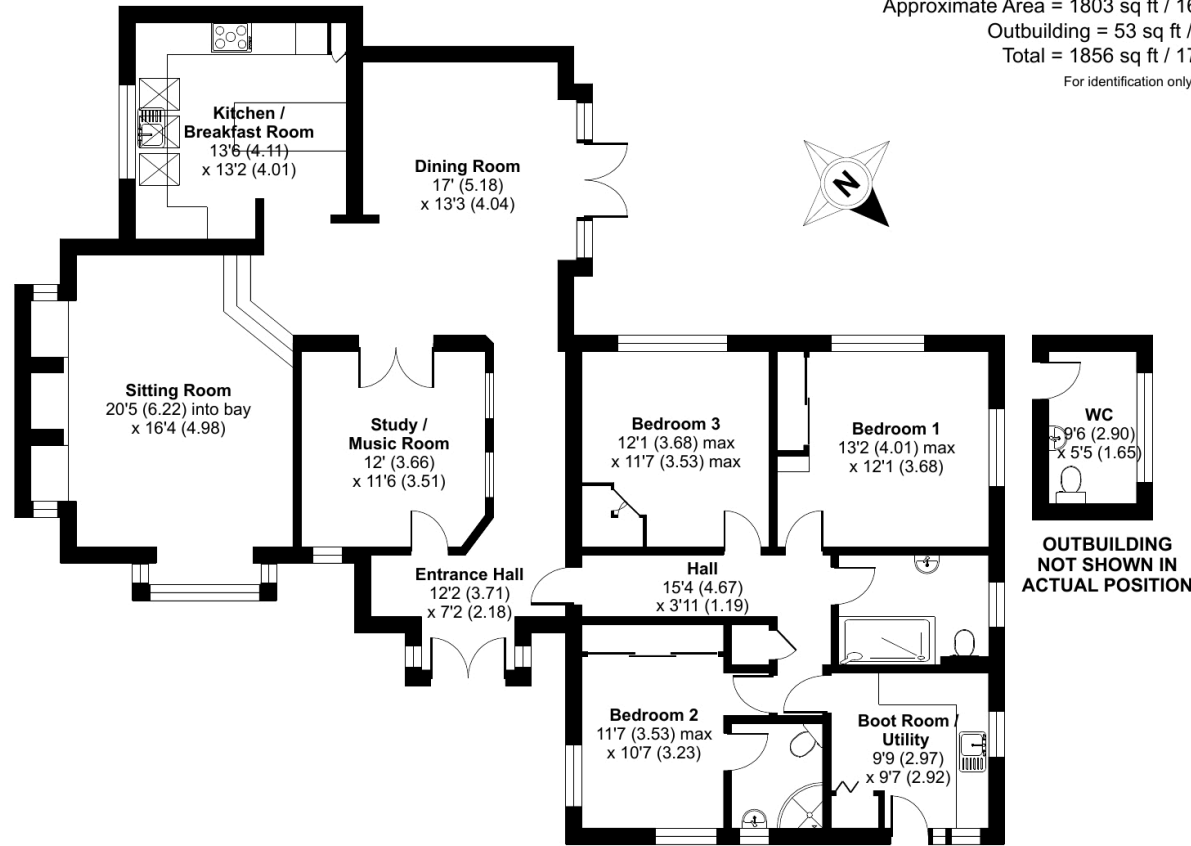 Approximate Area = 1803 sq ft / 16
Outbuilding = 53 sq ft /
Total = 1856 sq ft / 17
For identification only
Kitchen /
Breakfast Room
13'6 (4.11)
x 13'2 (4.01)
Dining Room
17' (5.18)
x 13'3 (4.04)
N
Sitting Room
20'5 (6.22) into bay
x 16'4 (4.98)
Study /
Music Room
12' (3.66)
x 11'6 (3.51)
Bedroom 3
12'1 (3.68) max
x 11'7 (3.53) max
Bedroom 1
13'2 (4.01) max
x 12'1 (3.68)
WC
9'6 (2.90)
x 5'5 (1.65)
OUTBUILDING
NOT SHOWN IN
ACTUAL POSITION
Entrance Hall
12'2 (3.71)
x 7'2 (2.18)
Hall
15'4 (4.67)
x 3'11 (1.19)
Bedroom 2
11'7 (3.53) max
x 10'7 (3.23)
Boot Room /
Utility
9'9 (2.97)
x 9'7 (2.92)